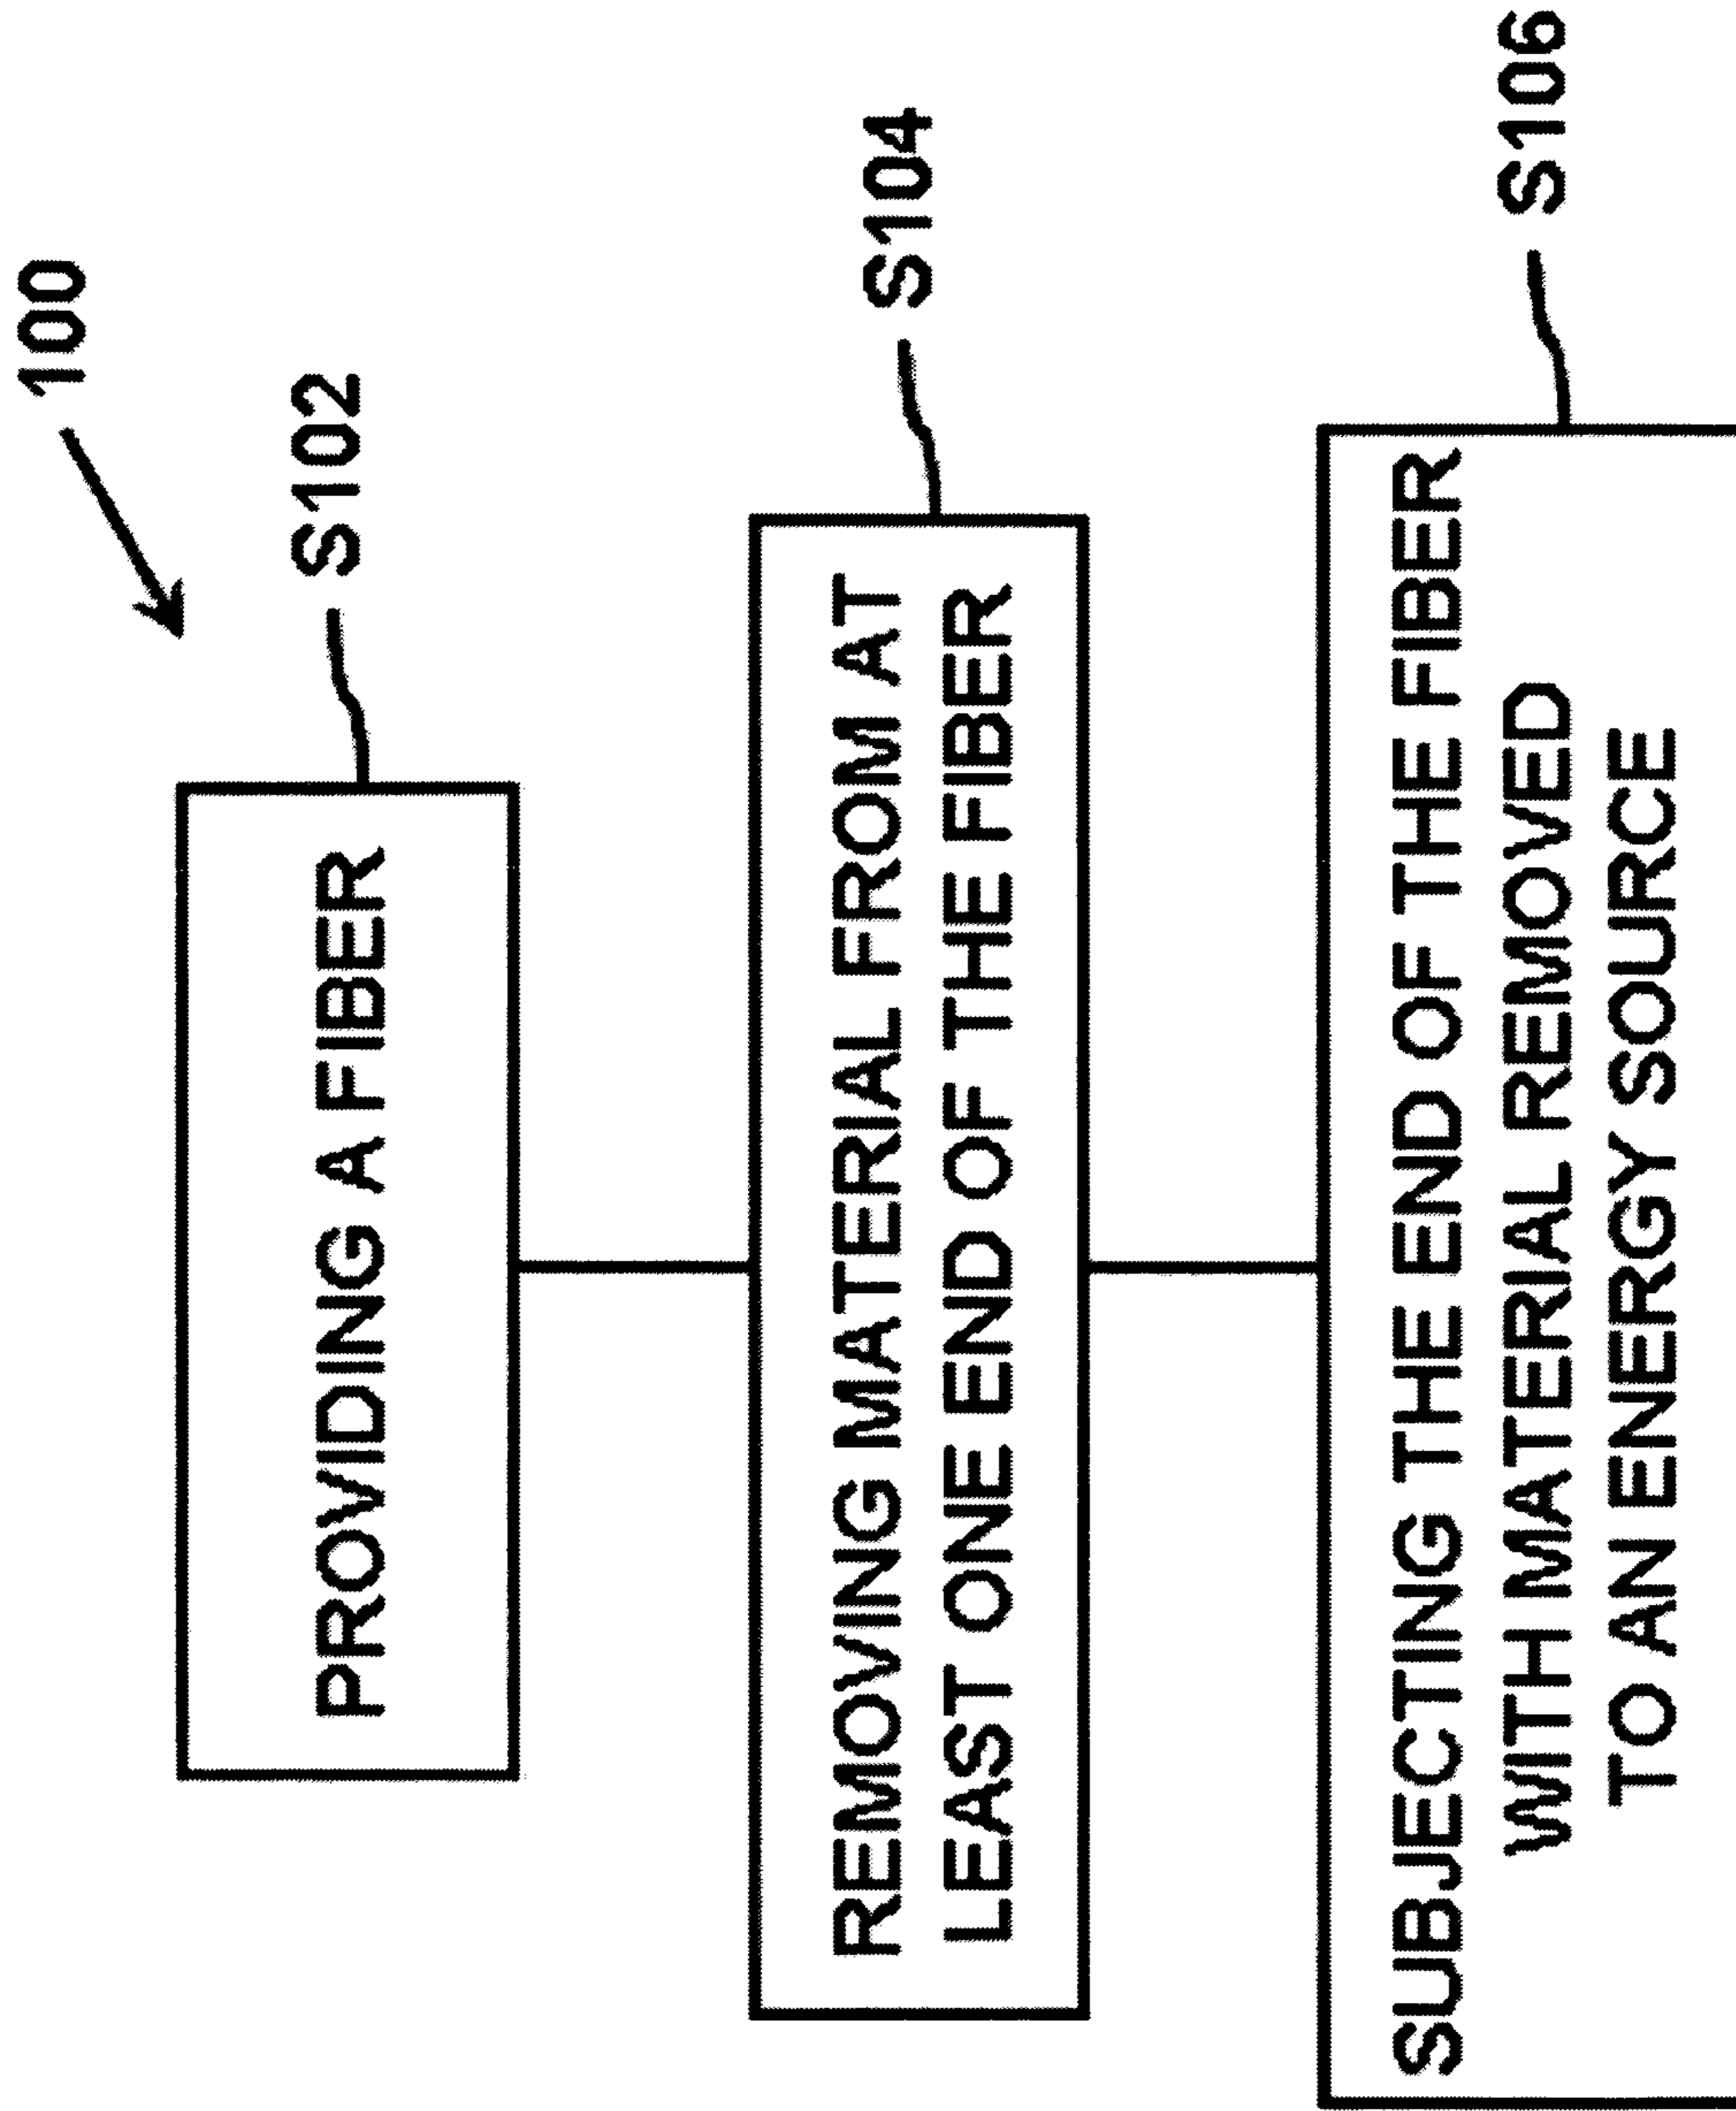 100
S102
PROVIDING A FIBER
S104
REMOVING MATERIAL FROM AT
LEAST ONE END OF THE FIBER
S106
SUBJECTING THE END OF THE FIBER
WITH MATERIAL REMOVED
TO AN ENERGY SOURCE